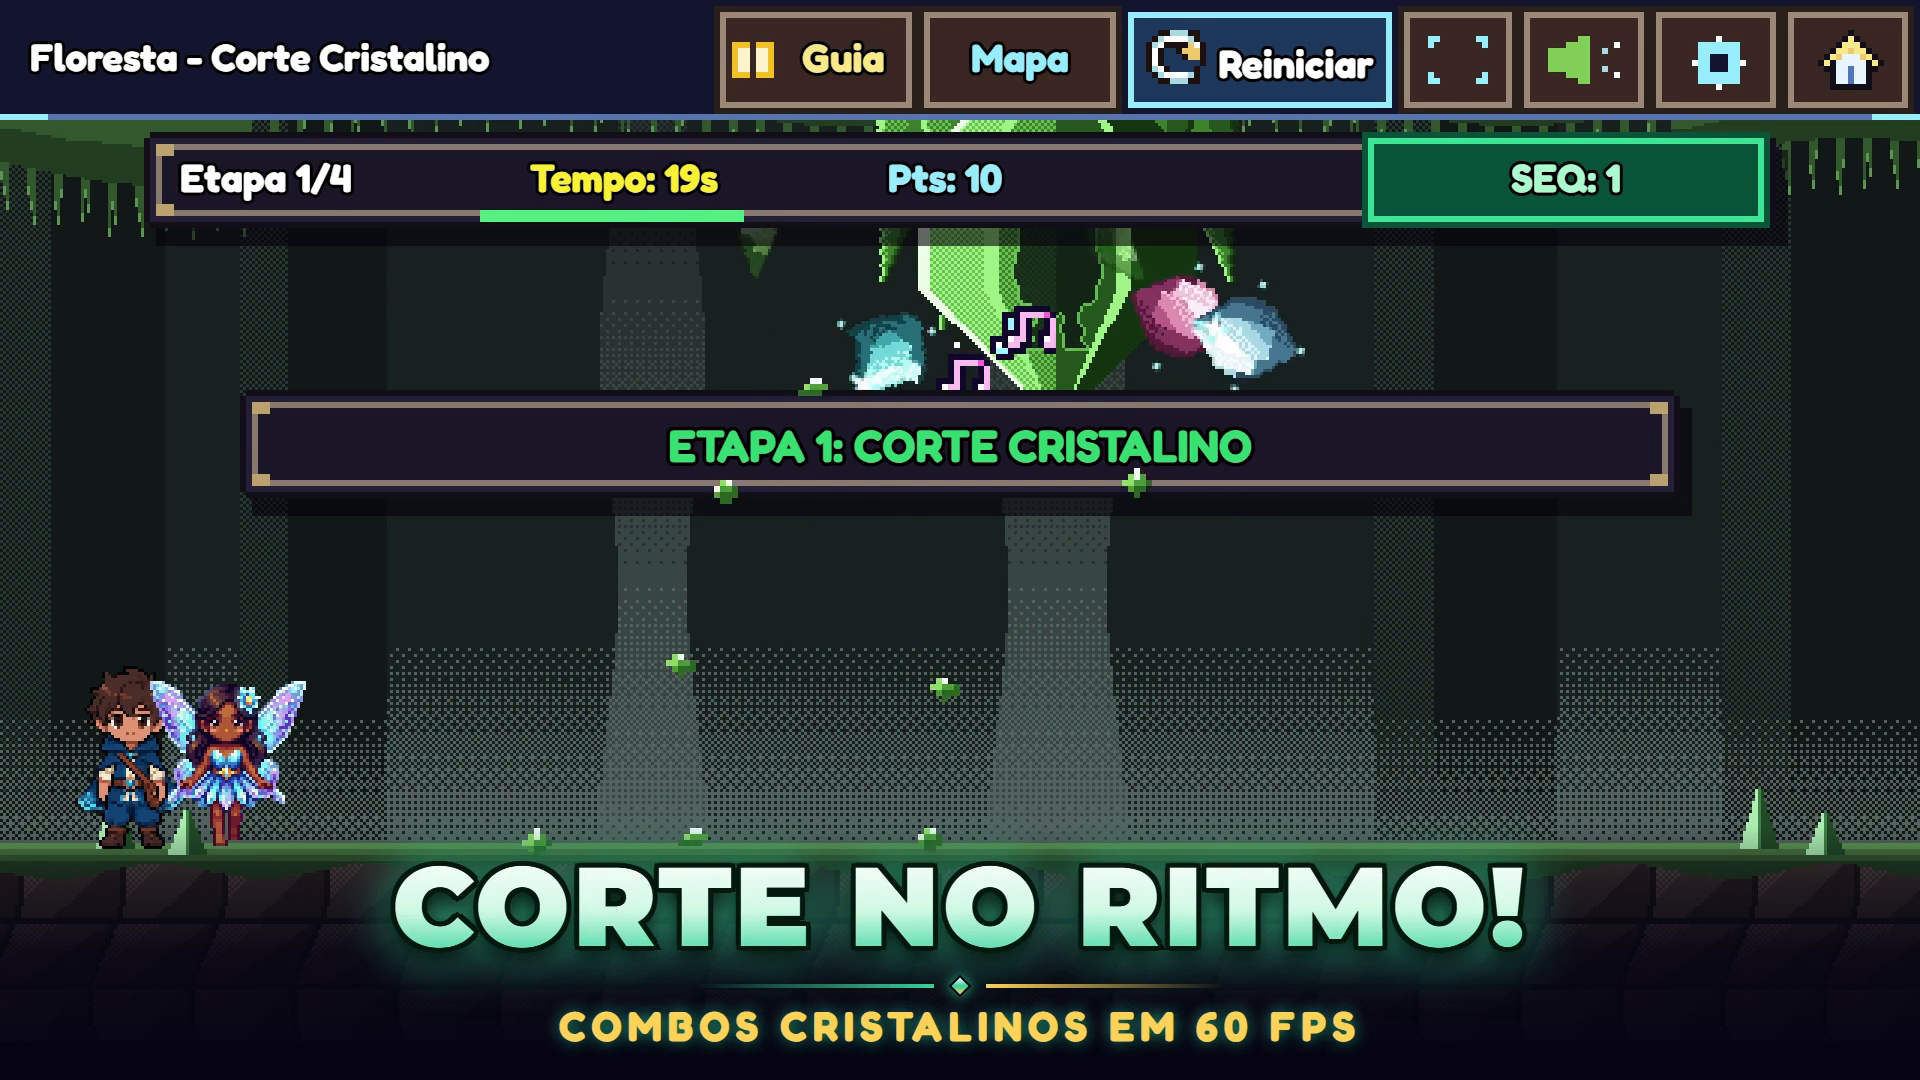 Floresta - Corte Cristalino
Guia
Mapa
Reiniciar
Etapa 1/4
Tempo: 19s
Pts: 10
SEQ: 1
ETAPA 1: CORTE CRISTALINO
CORTE NO RITMO!
COMBOS CRISTALINOS EM 60 FPS